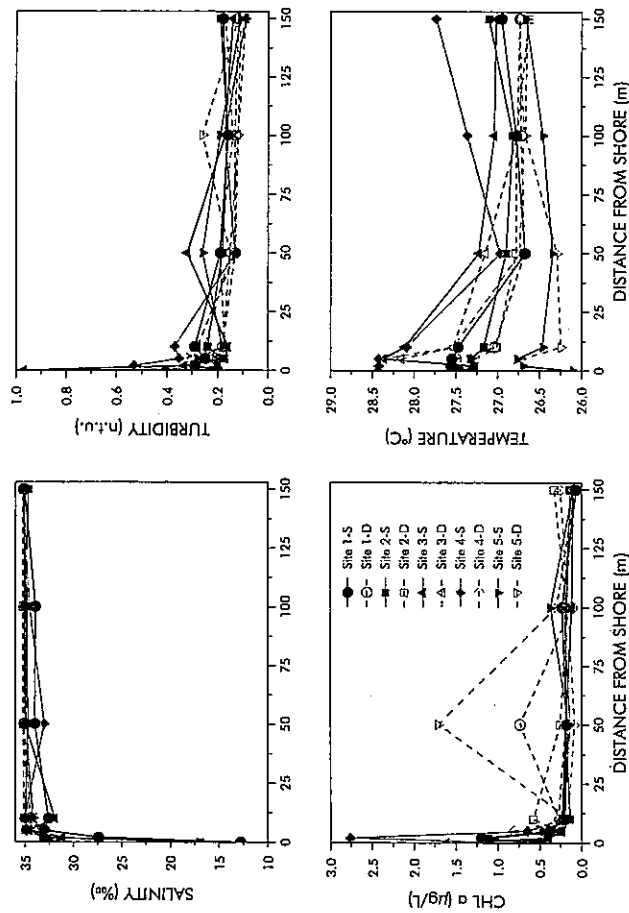 SALINITY (‰)
35
30
25
20
15
10
0 25 50 75 100 125 150
TURBIDITY (n.t.u.)
1.0
0.8
0.6
0.4
0.2
0.0
0 25 50 75 100 125 150
CHL a (µg/L)
3.0
2.5
2.0
1.5
1.0
0.5
0.0
0 25 50 75 100 125 150
DISTANCE FROM SHORE (m)
Site 1-S
Site 1-D
Site 2-S
Site 2-D
Site 3-S
Site 3-D
Site 4-S
Site 4-D
Site 5-S
Site 5-D
TEMPERATURE (°C)
29.0
28.5
28.0
27.5
27.0
26.5
26.0
0 25 50 75 100 125 150
DISTANCE FROM SHORE (m)